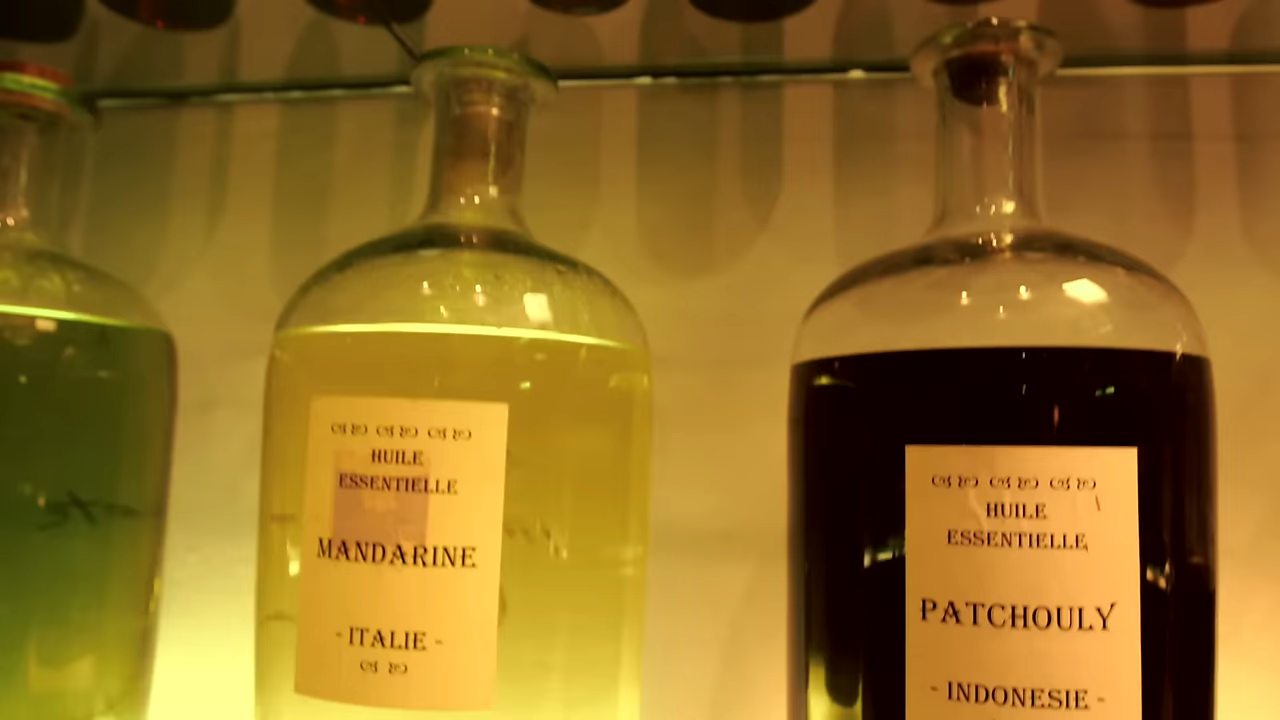 HUILE
ESSENTIELLE
MANDARINE
- ITALIE -
HUILE
ESSENTIELLE
PATCHOULY
- INDONESIE -